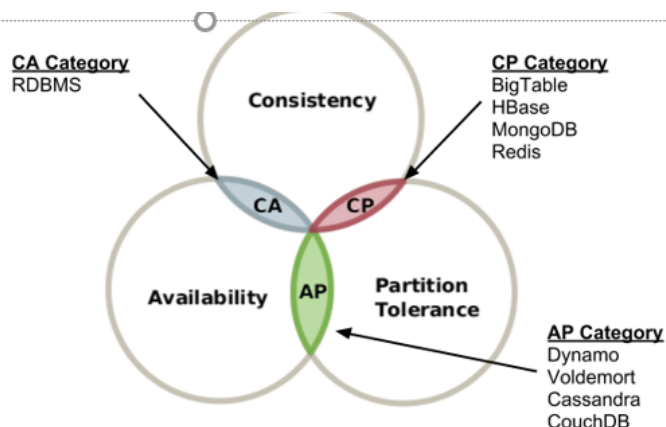 CA Category
RDBMS
CP Category
BigTable
HBase
MongoDB
Redis
Consistency
CA
CP
Availability
AP
Partition
Tolerance
AP Category
Dynamo
Voldemort
Cassandra
CouchDB